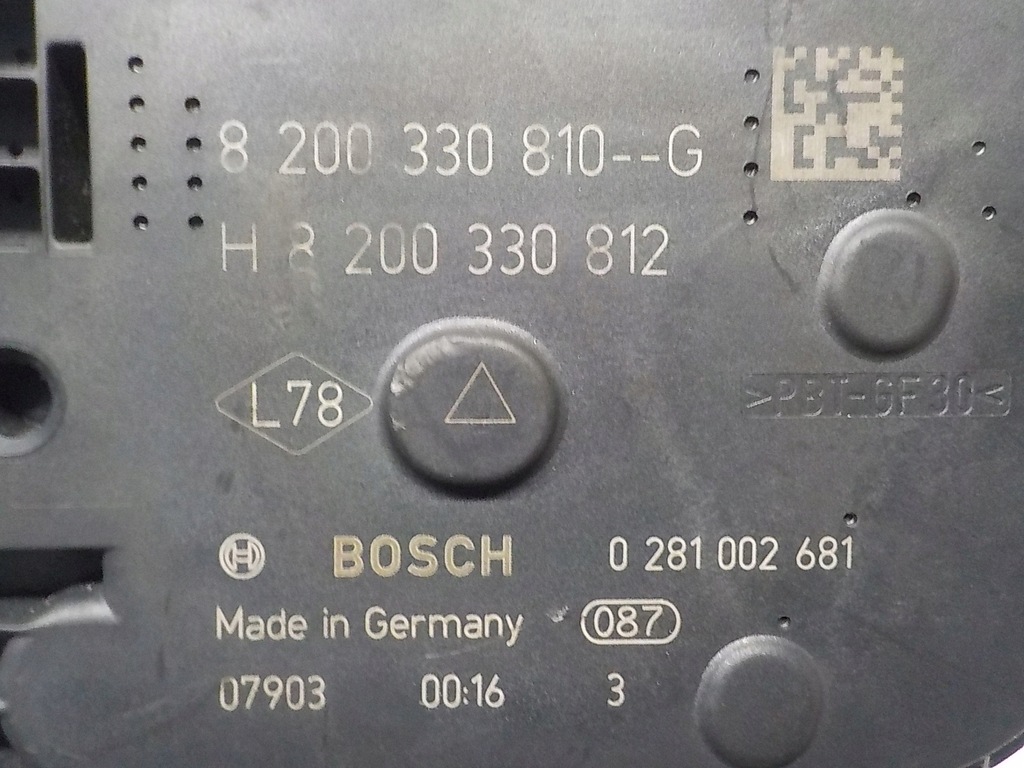 8 200 330 810--G
H 8 200 330 812
L78
>PBT-GF30<
BOSCH 0 281 002 681
Made in Germany 087
07903 00:16 3